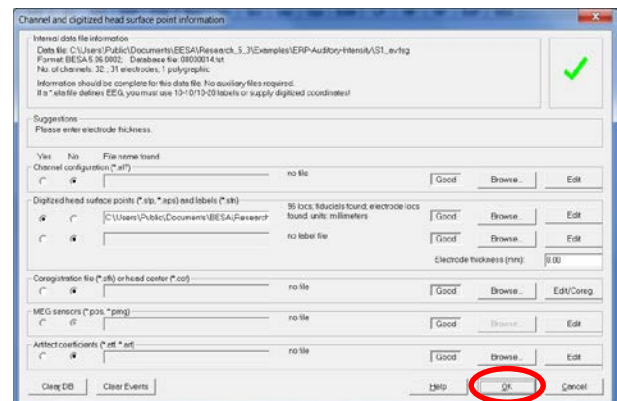 Channel and digitized head surface point information
Internal data file information
Data file: C:\Users\Public\Documents\BESA\Research_5_3\Examples\ERP-Auditory-Intensity\S1_av.fsg
Format: BESA 5.06.0002; Database file: 08000014.txt
No. of channels: 32; 31 electrodes; 1 polygraphic
Information should be complete for this data file. No auxiliary files required.
If a *.ela file defines EEG, you must use 10-10/10-20 labels or supply digitized coordinates!
Suggestions
Please enter electrode thickness.
Yes No File name found
Channel configuration (*.el?)
no file Good Browse... Edit
Digitized head surface points (*.sfp, *.aps) and labels (*.sfn)
C:\Users\Public\Documents\BESA\Research 96 locs; fiducials found; electrode locs found; units: millimeters Good Browse... Edit
no label file Good Browse... Edit
Electrode thickness (mm): 8.00
Coregistration file (*.sfh) or head center (*.cot)
no file Good Browse... Edit/Coreg.
MEG sensors (*.pos, *.pmg)
no file Good Browse... Edit
Artifact coefficients (*.atf, *.art)
no file Good Browse... Edit
Clear DB Clear Events Help OK Cancel